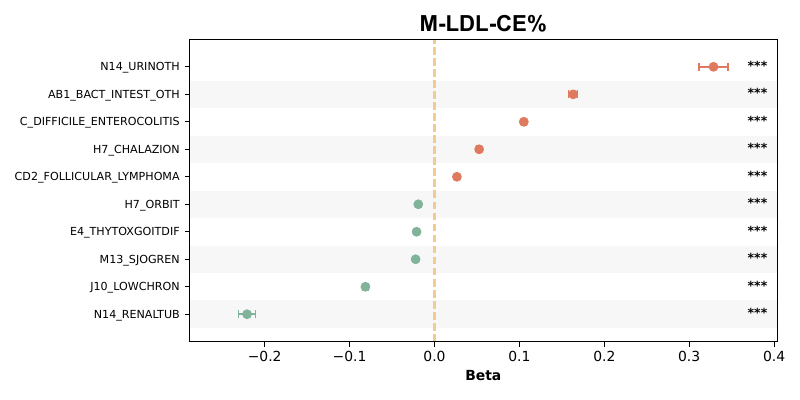 M-LDL-CE%
N14_URINOTH ***
AB1_BACT_INTEST_OTH ***
C_DIFFICILE_ENTEROCOLITIS ***
H7_CHALAZION ***
CD2_FOLLICULAR_LYMPHOMA ***
H7_ORBIT ***
E4_THYTOXGOITDIF ***
M13_SJOGREN ***
J10_LOWCHRON ***
N14_RENALTUB ***
−0.2 −0.1 0.0 0.1 0.2 0.3 0.4
Beta